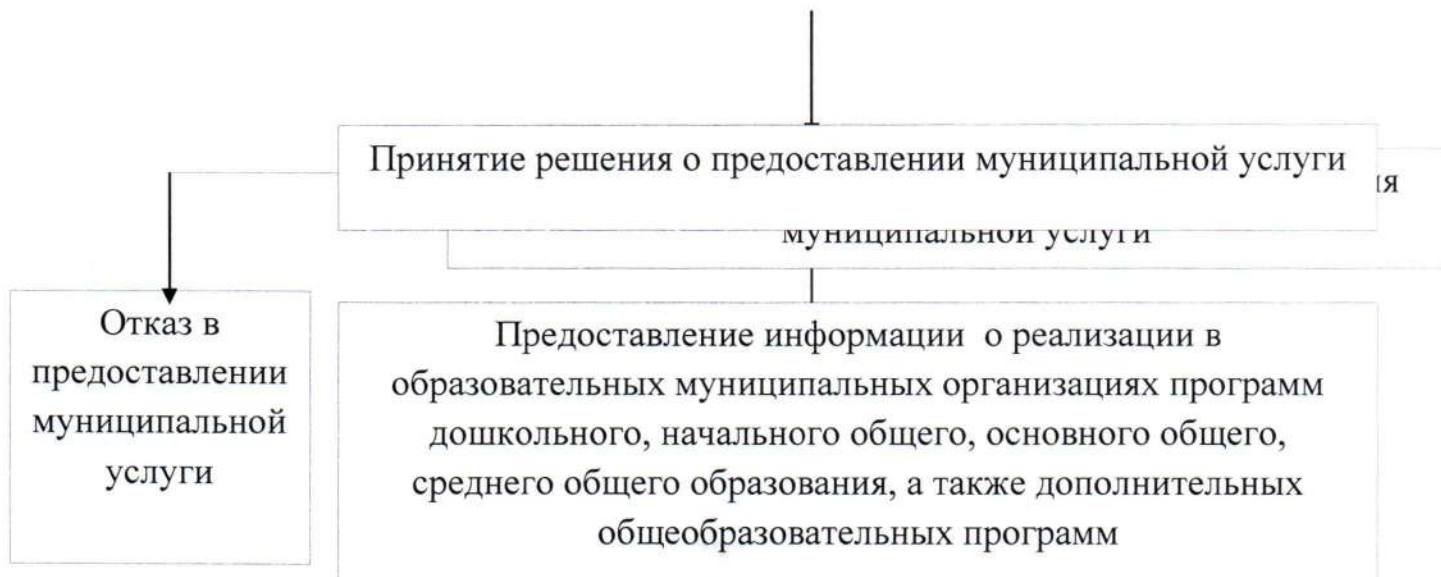 Принятие решения о предоставлении муниципальной услуги
муниципальной услуги
Отказ в
предоставлении
муниципальной
услуги
Предоставление информации о реализации в
образовательных муниципальных организациях программ
дошкольного, начального общего, основного общего,
среднего общего образования, а также дополнительных
общеобразовательных программ